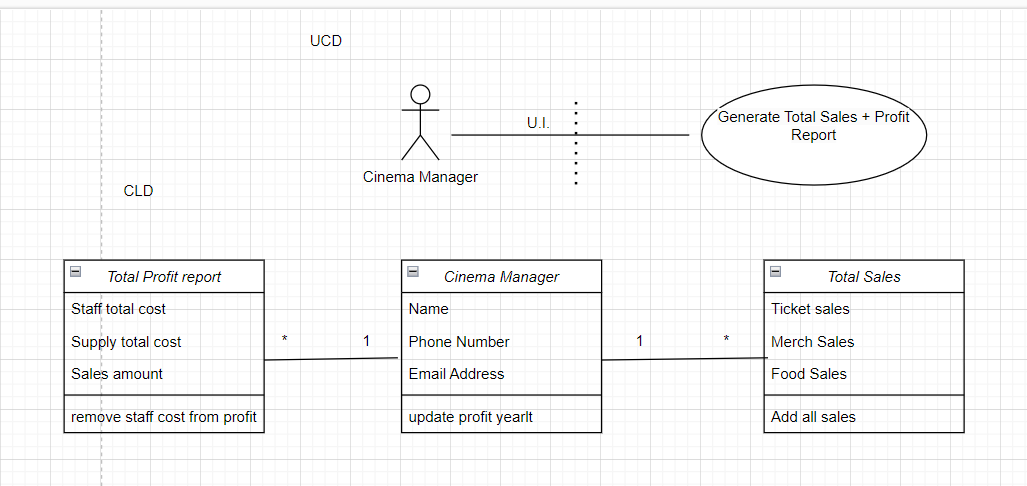 UCD
U.I.
Generate Total Sales + Profit
Report
Cinema Manager
CLD
Total Profit report
Staff total cost
Supply total cost
Sales amount
remove staff cost from profit
* 1
Cinema Manager
Name
Phone Number
Email Address
update profit yearlt
1 *
Total Sales
Ticket sales
Merch Sales
Food Sales
Add all sales